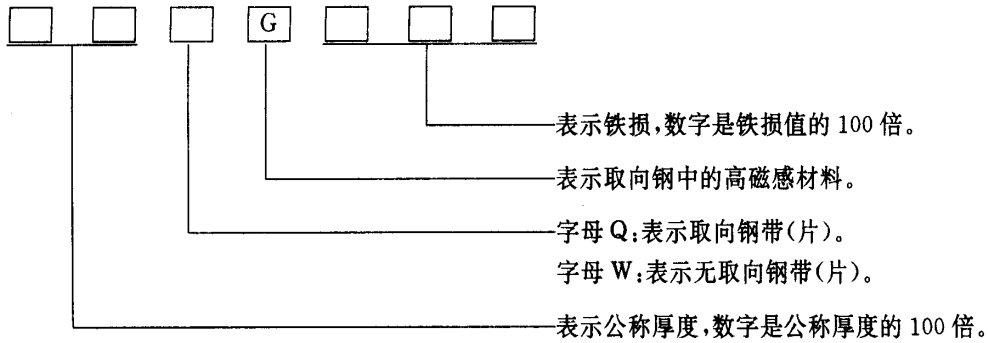 G
表示铁损,数字是铁损值的 100 倍。
表示取向钢中的高磁感材料。
字母 Q:表示取向钢带(片)。
字母 W:表示无取向钢带(片)。
表示公称厚度,数字是公称厚度的 100 倍。